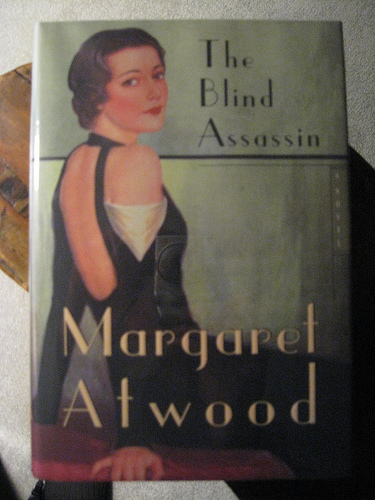 The
Blind
Assassin
A NOVEL
Margaret
Atwood